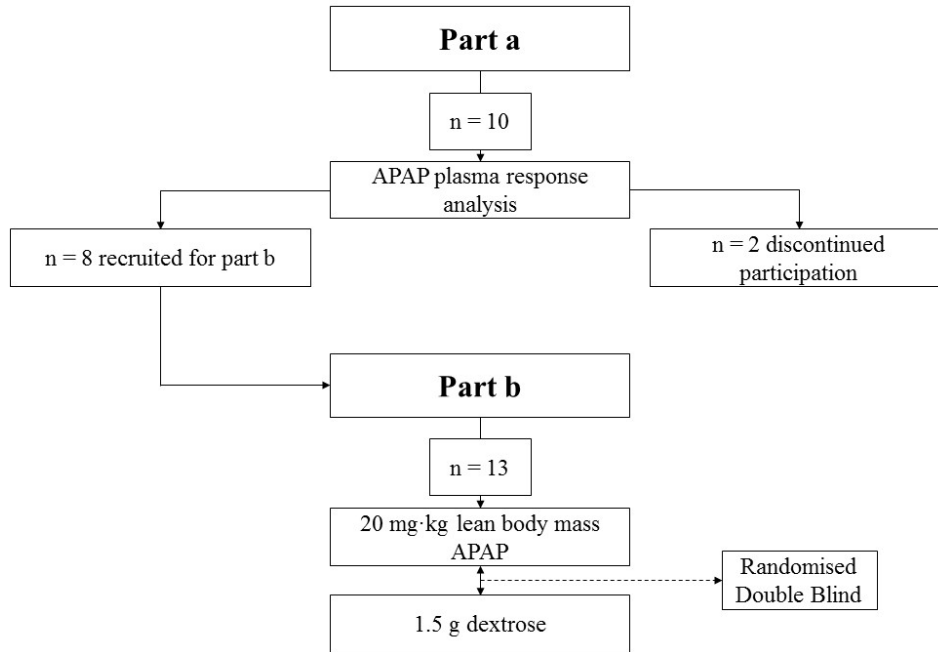 Part a
n = 10
APAP plasma response
analysis
n = 8 recruited for part b
n = 2 discontinued
participation
Part b
n = 13
20 mg·kg lean body mass
APAP
Randomised
Double Blind
1.5 g dextrose